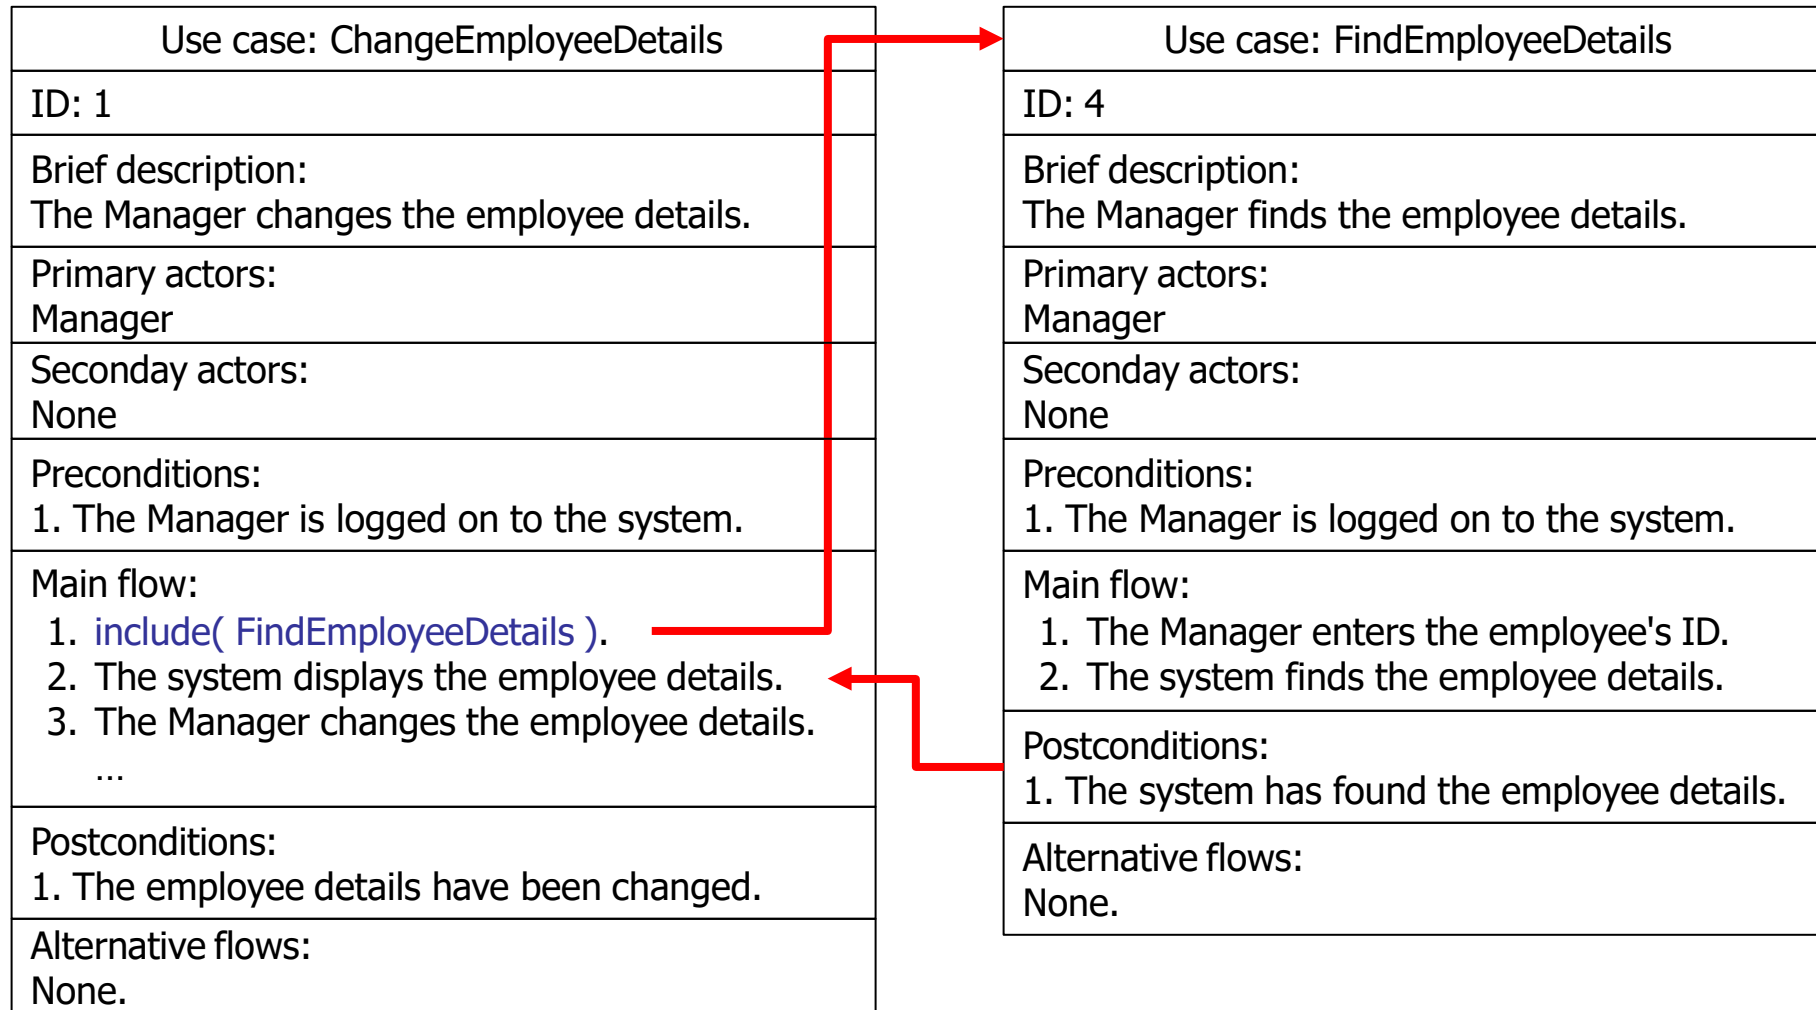 Use case: ChangeEmployeeDetails
ID: 1
Brief description:
The Manager changes the employee details.
Primary actors:
Manager
Seconday actors:
None
Preconditions:
1. The Manager is logged on to the system.
Main flow:
1. include( FindEmployeeDetails ).
2. The system displays the employee details.
3. The Manager changes the employee details.
…
Postconditions:
1. The employee details have been changed.
Alternative flows:
None.
Use case: FindEmployeeDetails
ID: 4
Brief description:
The Manager finds the employee details.
Primary actors:
Manager
Seconday actors:
None
Preconditions:
1. The Manager is logged on to the system.
Main flow:
1. The Manager enters the employee's ID.
2. The system finds the employee details.
Postconditions:
1. The system has found the employee details.
Alternative flows:
None.